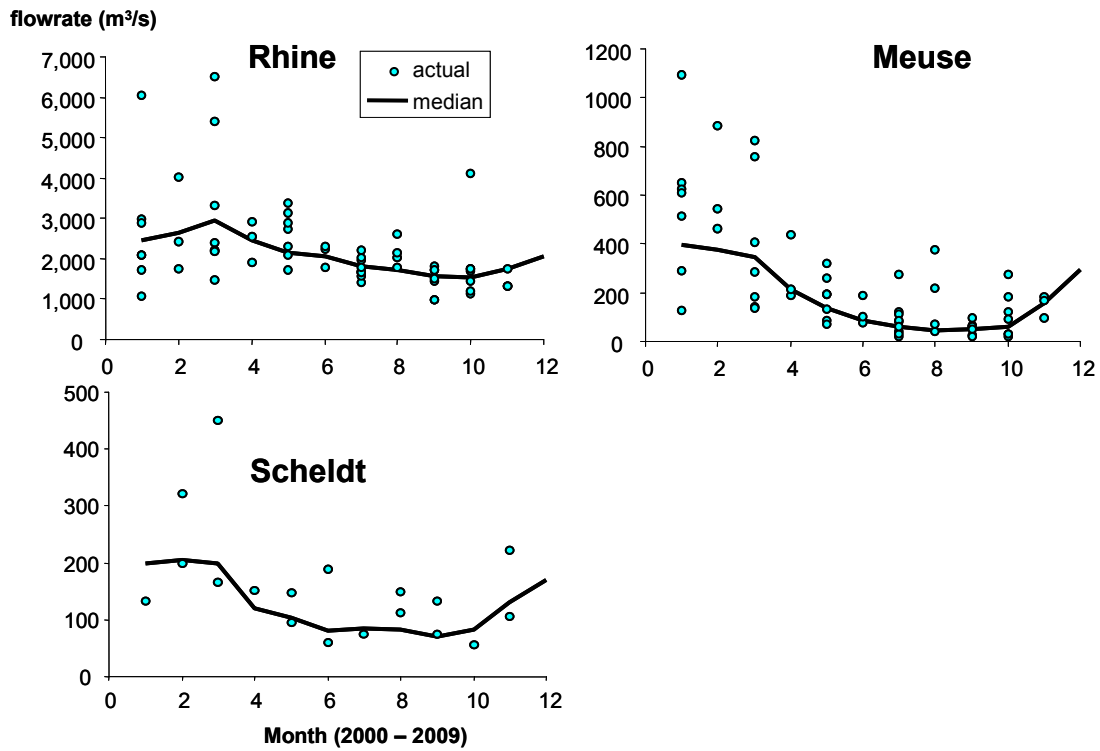 flowrate (m³/s)
Rhine
actual
median
7,000
6,000
5,000
4,000
3,000
2,000
1,000
0
0 2 4 6 8 10 12
Meuse
1200
1000
800
600
400
200
0
0 2 4 6 8 10 12
Scheldt
500
400
300
200
100
0
0 2 4 6 8 10 12
Month (2000 – 2009)